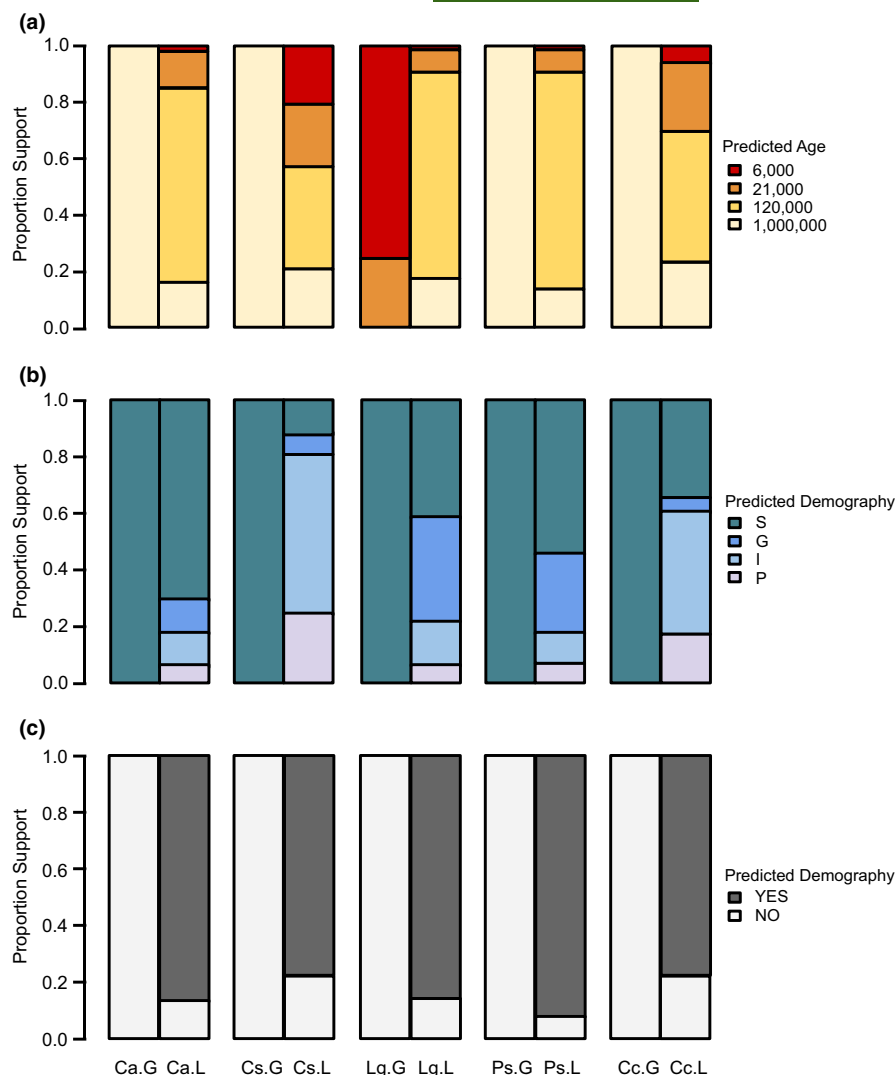 (a)
1.0
0.8
0.6
0.4
0.2
0.0
Proportion Support
Predicted Age
6,000
21,000
120,000
1,000,000
(b)
1.0
0.8
0.6
0.4
0.2
0.0
Proportion Support
Predicted Demography
S
G
I
P
(c)
1.0
0.8
0.6
0.4
0.2
0.0
Proportion Support
Predicted Demography
YES
NO
Ca.G Ca.L Cs.G Cs.L Lg.G Lg.L Ps.G Ps.L Cc.G Cc.L